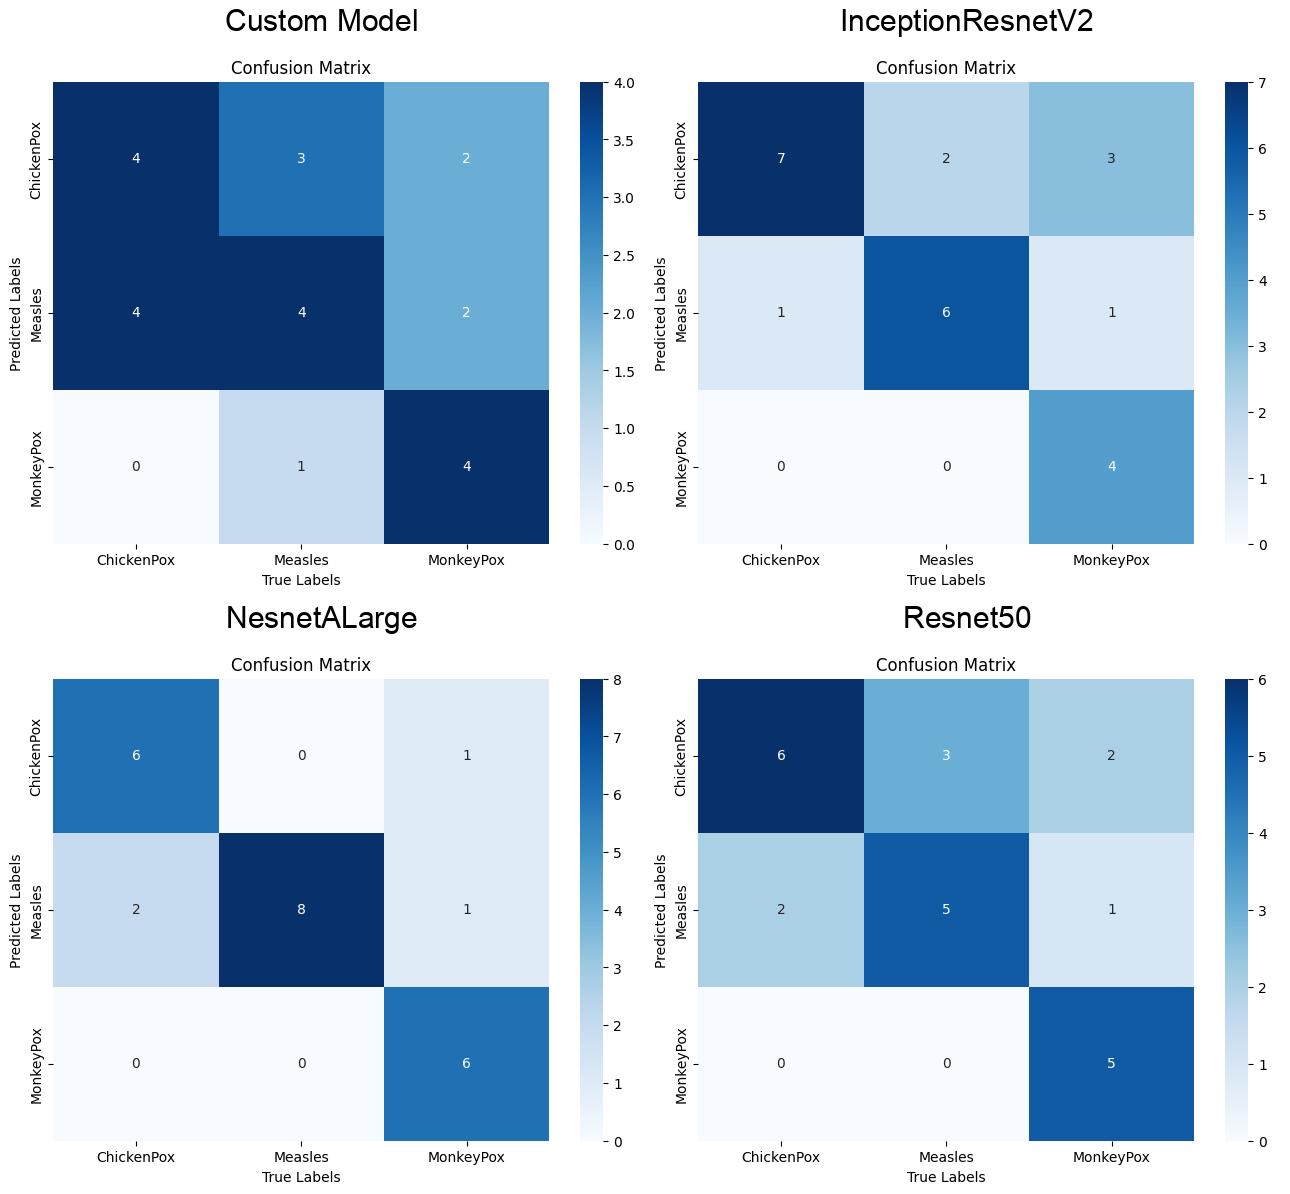 Custom Model
Confusion Matrix
Predicted Labels
ChickenPox
Measles
MonkeyPox
4 3 2
4 4 2
0 1 4
ChickenPox Measles MonkeyPox
True Labels
4.0
3.5
3.0
2.5
2.0
1.5
1.0
0.5
0.0
InceptionResnetV2
Confusion Matrix
Predicted Labels
ChickenPox
Measles
MonkeyPox
7 2 3
1 6 1
0 0 4
ChickenPox Measles MonkeyPox
True Labels
7
6
5
4
3
2
1
0
NesnetALarge
Confusion Matrix
Predicted Labels
ChickenPox
Measles
MonkeyPox
6 0 1
2 8 1
0 0 6
ChickenPox Measles MonkeyPox
True Labels
8
7
6
5
4
3
2
1
0
Resnet50
Confusion Matrix
Predicted Labels
ChickenPox
Measles
MonkeyPox
6 3 2
2 5 1
0 0 5
ChickenPox Measles MonkeyPox
True Labels
6
5
4
3
2
1
0